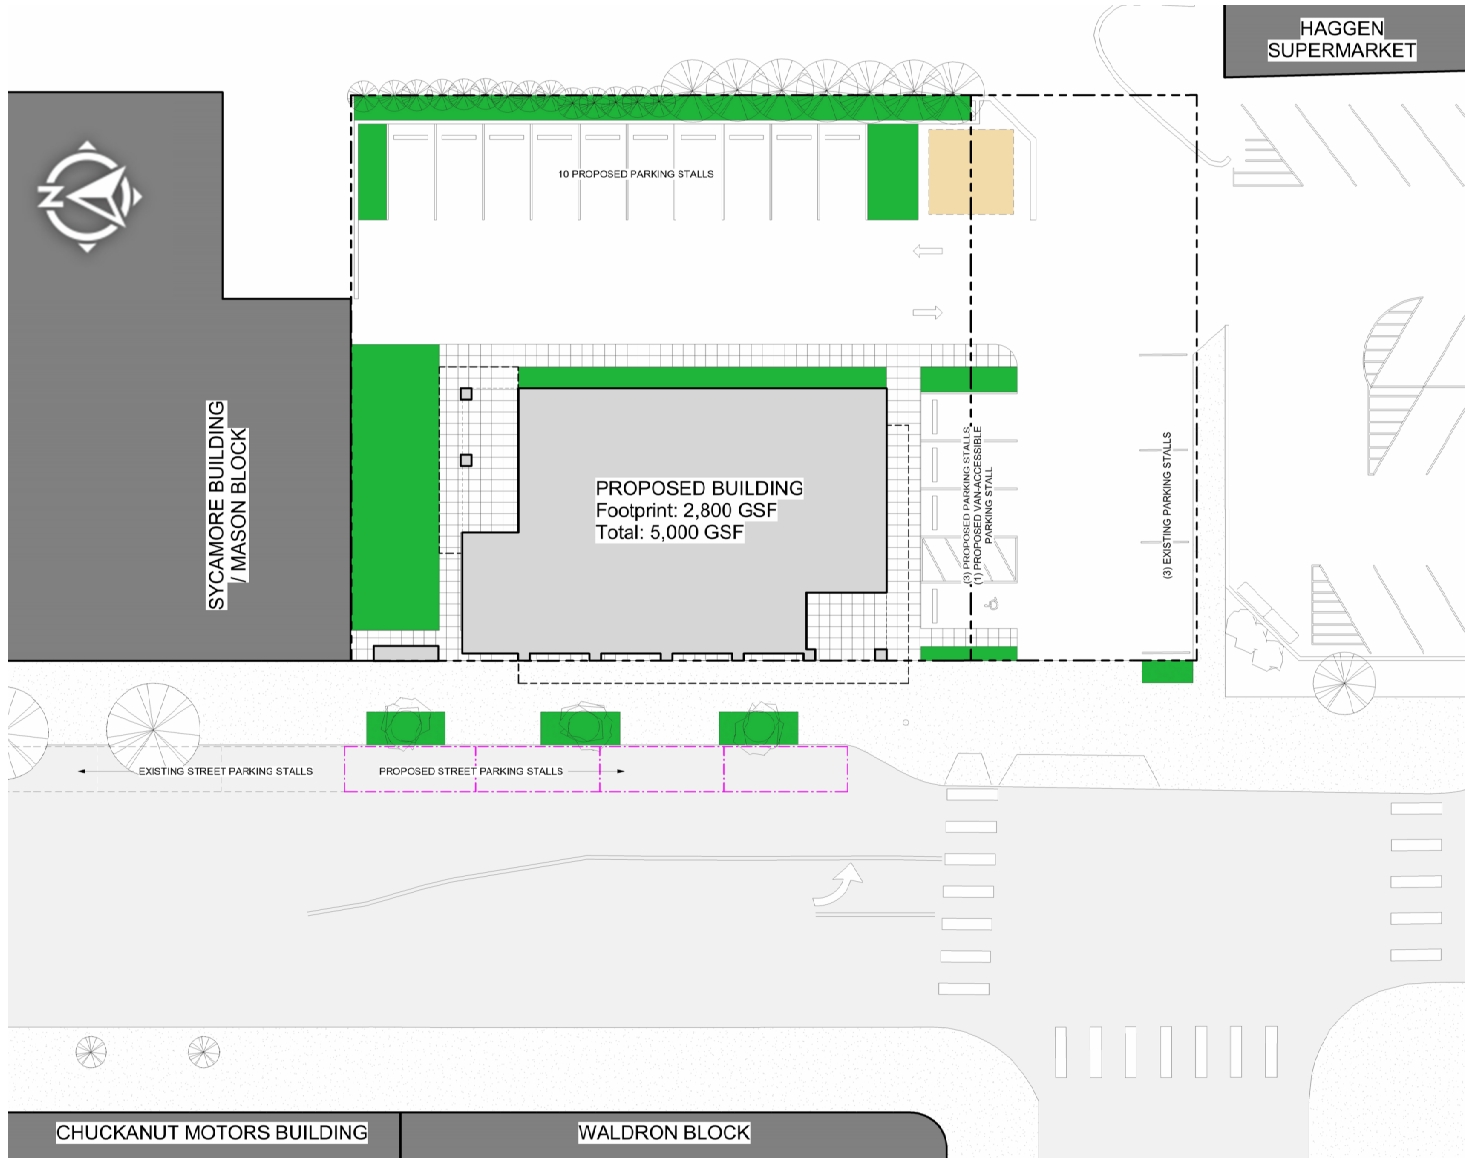 HAGGEN
SUPERMARKET
N
10 PROPOSED PARKING STALLS
SYCAMORE BUILDING
/ MASON BLOCK
PROPOSED BUILDING
Footprint: 2,800 GSF
Total: 5,000 GSF
(3) PROPOSED PARKING STALLS
(1) PROPOSED VAN-ACCESSIBLE
PARKING STALL
(3) EXISTING PARKING STALLS
EXISTING STREET PARKING STALLS
PROPOSED STREET PARKING STALLS
CHUCKANUT MOTORS BUILDING
WALDRON BLOCK